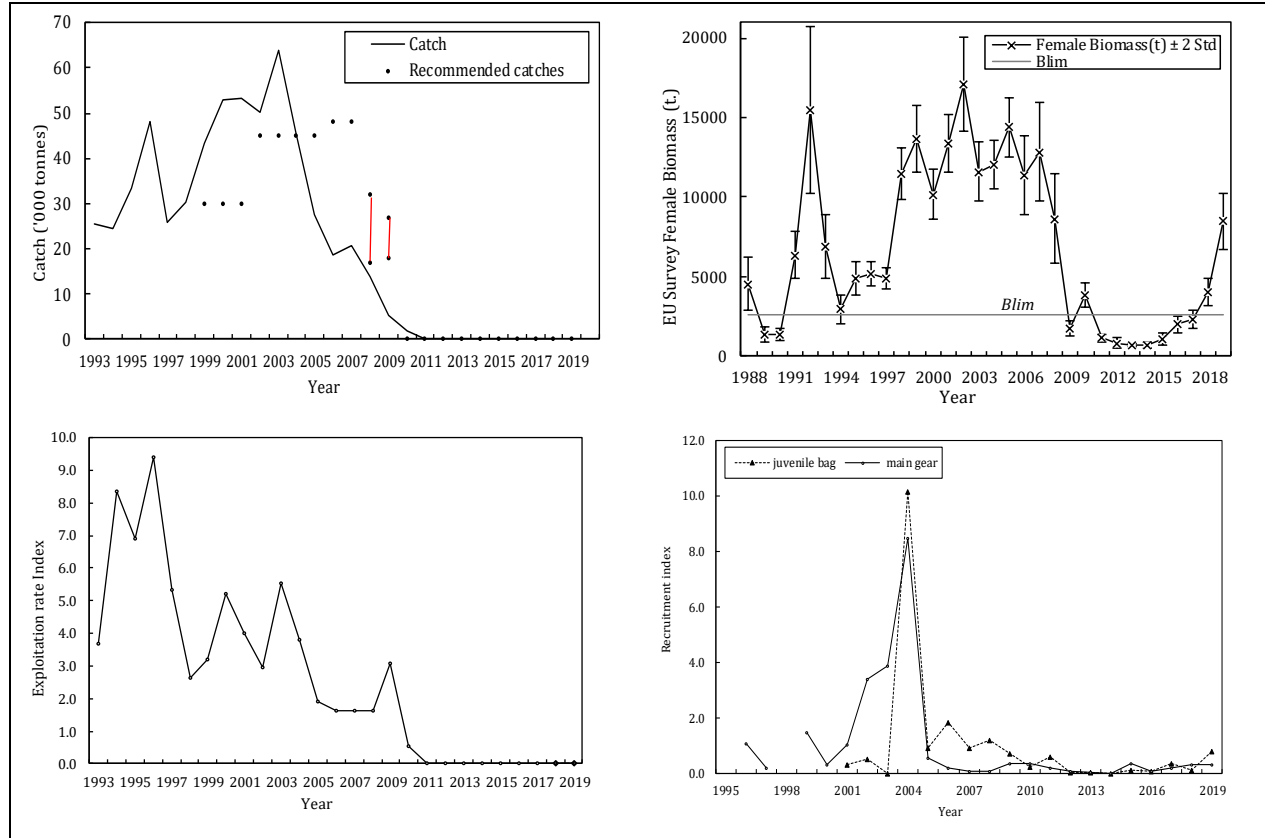 70
60
50
40
30
20
10
0
Catch ('000 tonnes)
Catch
Recommended catches
1993 1995 1997 1999 2001 2003 2005 2007 2009 2011 2013 2015 2017 2019
Year
20000
15000
10000
5000
0
EU Survey Female Biomass (t.)
Female Biomass(t) ± 2 Std
Blim
Blim
1988 1991 1994 1997 2000 2003 2006 2009 2012 2015 2018
Year
10.0
9.0
8.0
7.0
6.0
5.0
4.0
3.0
2.0
1.0
0.0
Exploitation rate Index
1993 1995 1997 1999 2001 2003 2005 2007 2009 2011 2013 2015 2017 2019
Year
12.0
10.0
8.0
6.0
4.0
2.0
0.0
Recruitment index
juvenile bag main gear
1995 1998 2001 2004 2007 2010 2013 2016 2019
Year